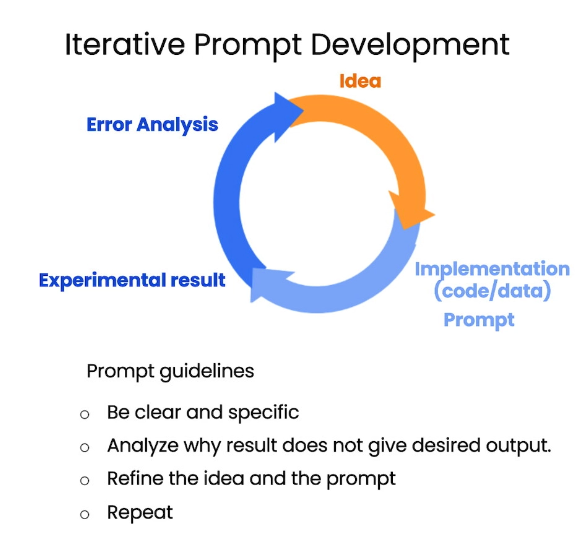 Iterative Prompt Development
Idea
Error Analysis
Experimental result
Implementation
(code/data)
Prompt
Prompt guidelines
o Be clear and specific
o Analyze why result does not give desired output.
o Refine the idea and the prompt
o Repeat